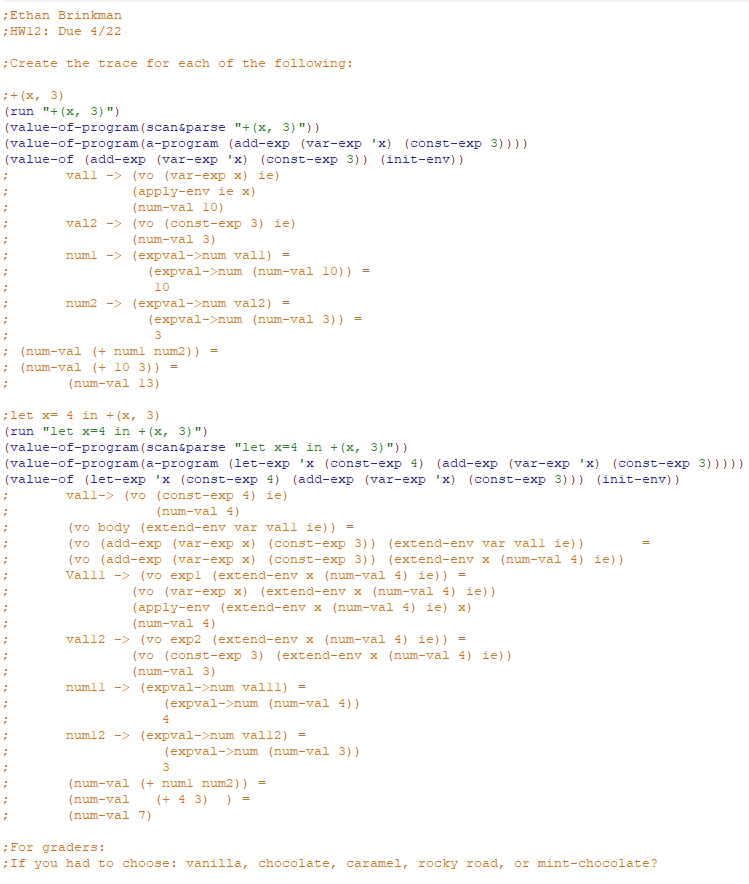 ;Ethan Brinkman
;HW12: Due 4/22

;Create the trace for each of the following:

;+(x, 3)
(run "+(x, 3)")
(value-of-program(scan&parse "+(x, 3)"))
(value-of-program(a-program (add-exp (var-exp 'x) (const-exp 3))))
(value-of (add-exp (var-exp 'x) (const-exp 3)) (init-env))
;       val1 -> (vo (var-exp x) ie)
;               (apply-env ie x)
;               (num-val 10)
;       val2 -> (vo (const-exp 3) ie)
;               (num-val 3)
;       num1 -> (expval->num val1) =
;                 (expval->num (num-val 10)) =
;                  10
;       num2 -> (expval->num val2) =
;                 (expval->num (num-val 3)) =
;                  3
; (num-val (+ num1 num2)) =
; (num-val (+ 10 3)) =
;       (num-val 13)

;let x= 4 in +(x, 3)
(run "let x=4 in +(x, 3)")
(value-of-program(scan&parse "let x=4 in +(x, 3)"))
(value-of-program(a-program (let-exp 'x (const-exp 4) (add-exp (var-exp 'x) (const-exp 3)))))
(value-of (let-exp 'x (const-exp 4) (add-exp (var-exp 'x) (const-exp 3))) (init-env))
;       val1-> (vo (const-exp 4) ie)
;                  (num-val 4)
;       (vo body (extend-env var val1 ie)) =
;       (vo (add-exp (var-exp x) (const-exp 3)) (extend-env var val1 ie))       =
;       (vo (add-exp (var-exp x) (const-exp 3)) (extend-env x (num-val 4) ie))
;       Val11 -> (vo exp1 (extend-env x (num-val 4) ie)) =
;               (vo (var-exp x) (extend-env x (num-val 4) ie))
;               (apply-env (extend-env x (num-val 4) ie) x)
;               (num-val 4)
;       val12 -> (vo exp2 (extend-env x (num-val 4) ie)) =
;               (vo (const-exp 3) (extend-env x (num-val 4) ie))
;               (num-val 3)
;       num11 -> (expval->num val11) =
;                   (expval->num (num-val 4))
;                   4
;       num12 -> (expval->num val12) =
;                   (expval->num (num-val 3))
;                   3
;       (num-val (+ num1 num2)) =
;       (num-val   (+ 4 3)  ) =
;       (num-val 7)

;For graders:
;If you had to choose: vanilla, chocolate, caramel, rocky road, or mint-chocolate?